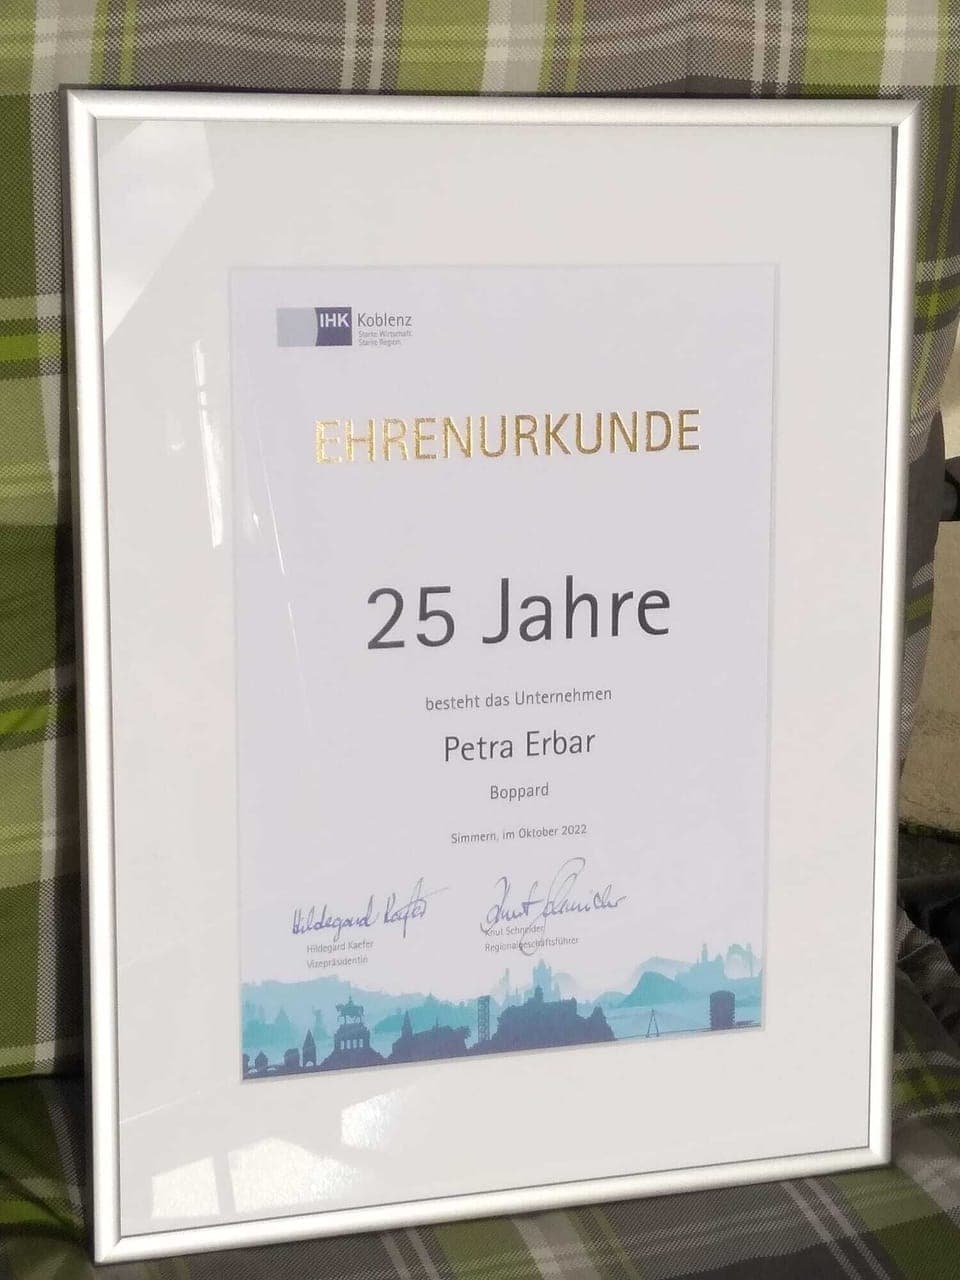 IHK Koblenz
Starke Wirtschaft.
Starke Region.
EHRENURKUNDE
25 Jahre
besteht das Unternehmen
Petra Erbar
Boppard
Simmern, im Oktober 2022
Hildegard Kaefer
Knut Schneider
Hildegard Kaefer
Vizepräsidentin
Knut Schneider
Regionalgeschäftsführer